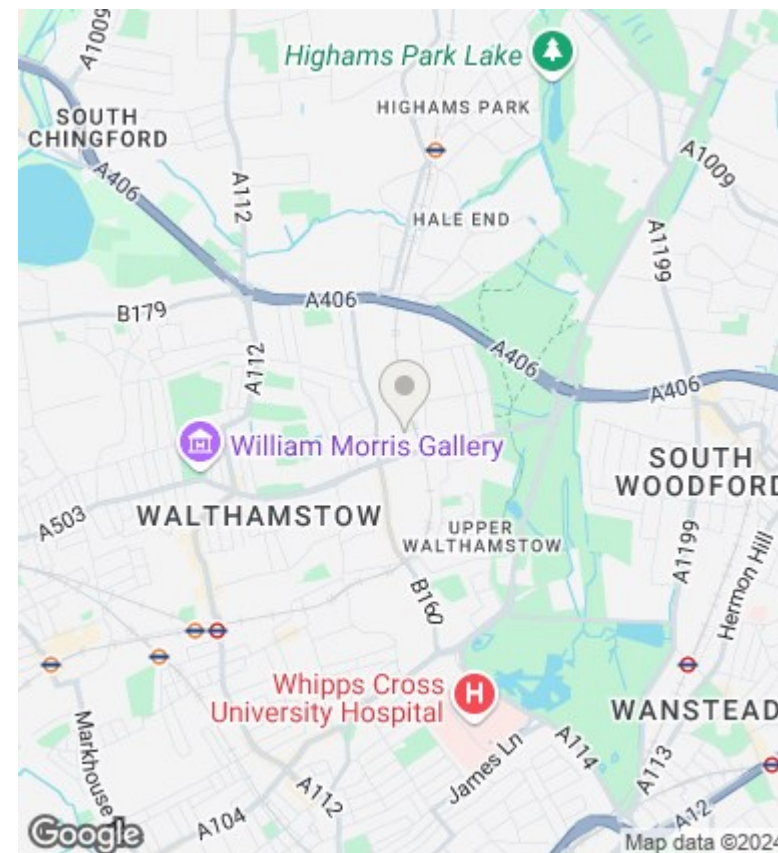 A1009
Highams Park Lake
HIGHAMS PARK
SOUTH
CHINGFORD
A1009
A406
A112
HALE END
A1199
A406
B179
A112
A406
A406
William Morris Gallery
SOUTH
WOODFORD
A503
WALTHAMSTOW
UPPER
WALTHAMSTOW
A1199
Hermon Hill
B160
Whipps Cross
University Hospital
H
WANSTEAD
Markhouse
James Ln
A114
A113
A104
A112
A12
Google
Map data ©2024